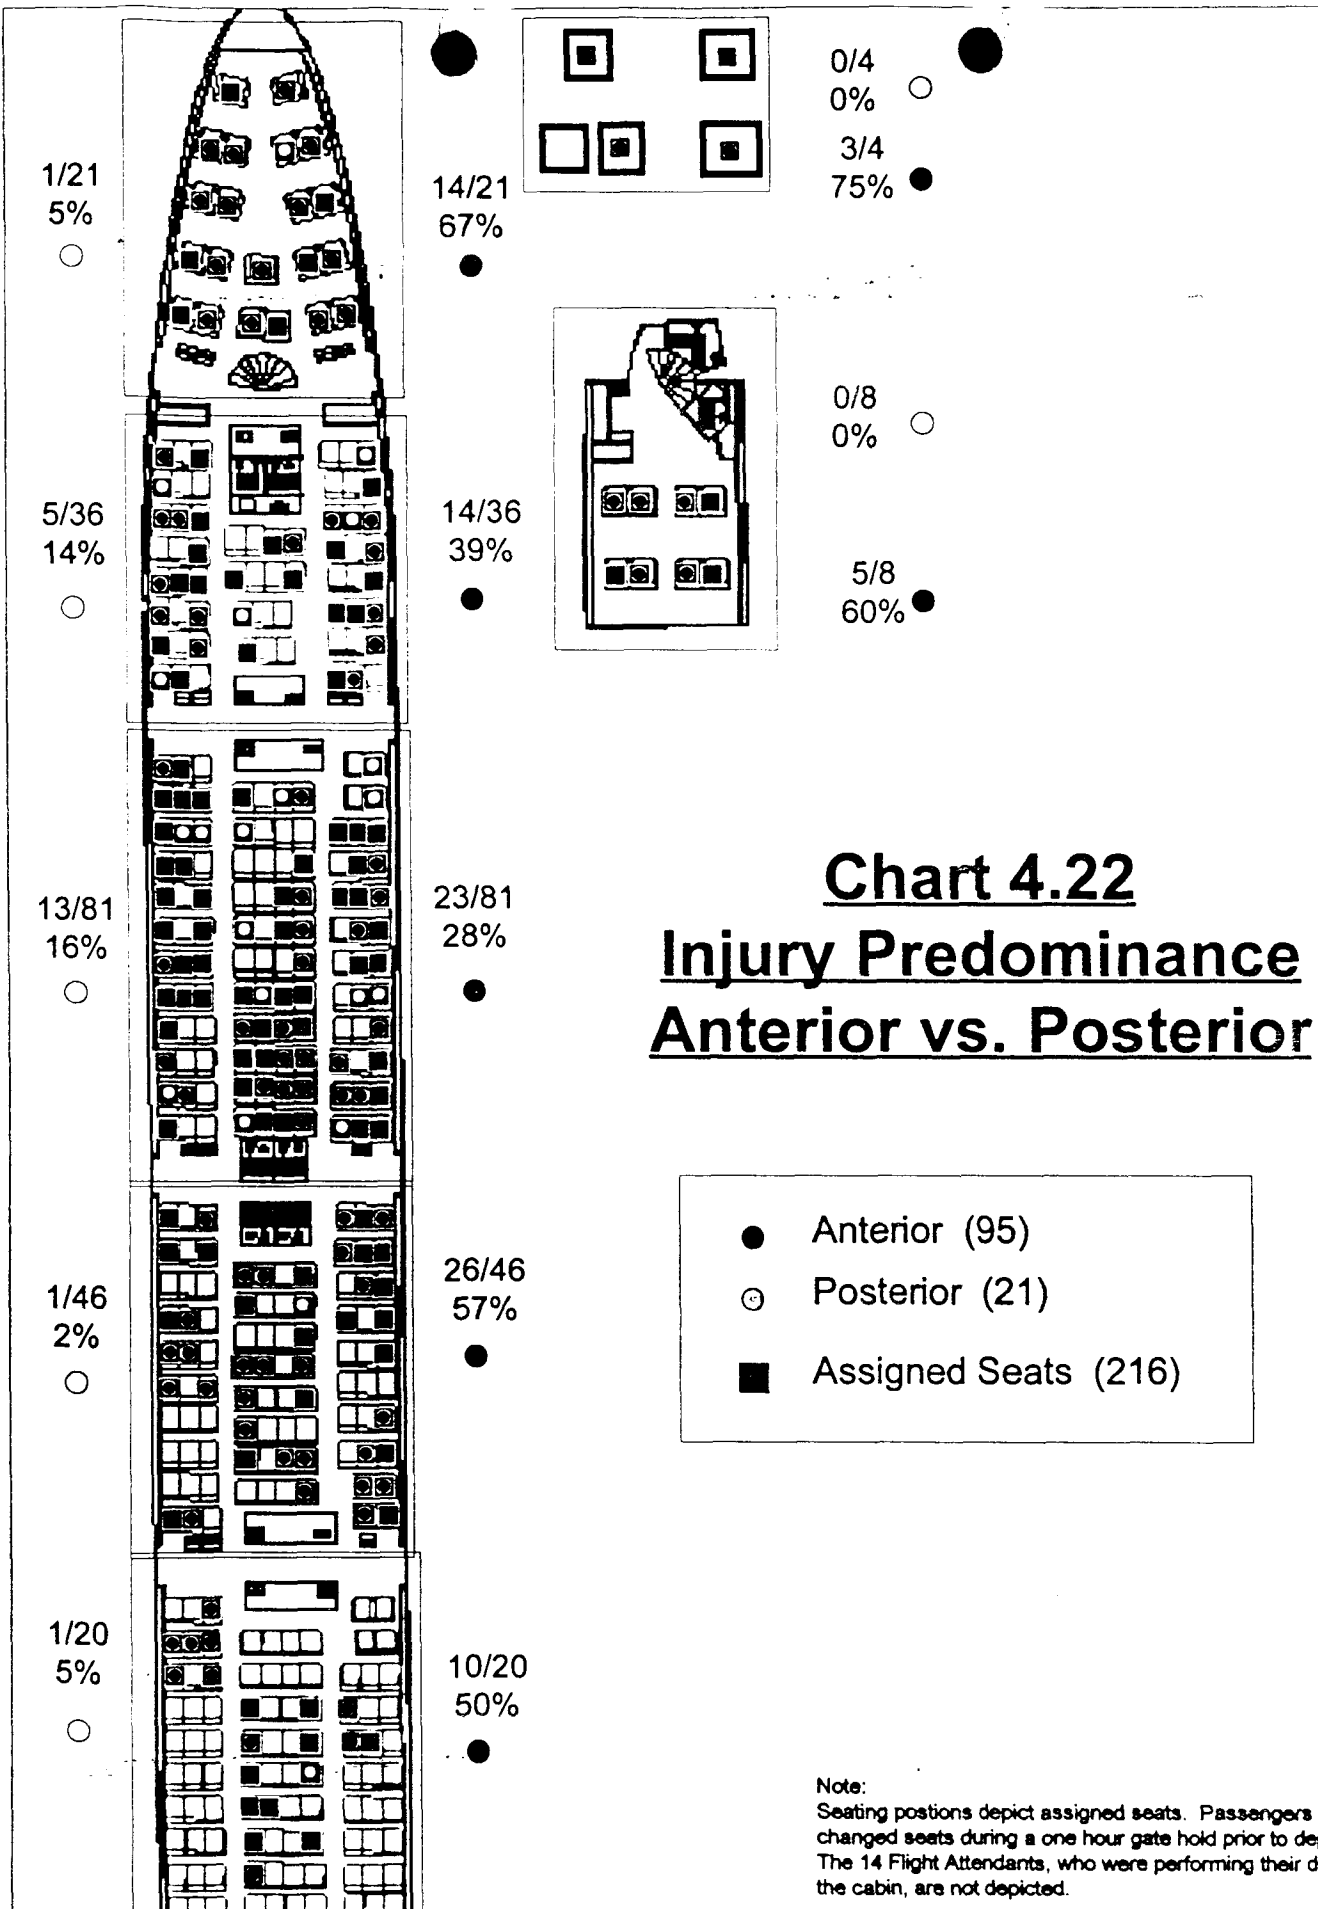 0/4
0%
3/4
75%
1/21
5%
14/21
67%
0/8
0%
5/36
14%
14/36
39%
5/8
60%
Chart 4.22
Injury Predominance
Anterior vs. Posterior
13/81
16%
23/81
28%
Anterior (95)
Posterior (21)
Assigned Seats (216)
1/46
2%
26/46
57%
1/20
5%
10/20
50%
Note:
Seating postions depict assigned seats. Passengers
changed seats during a one hour gate hold prior to
The 14 Flight Attendants, who were performing their
the cabin, are not depicted.